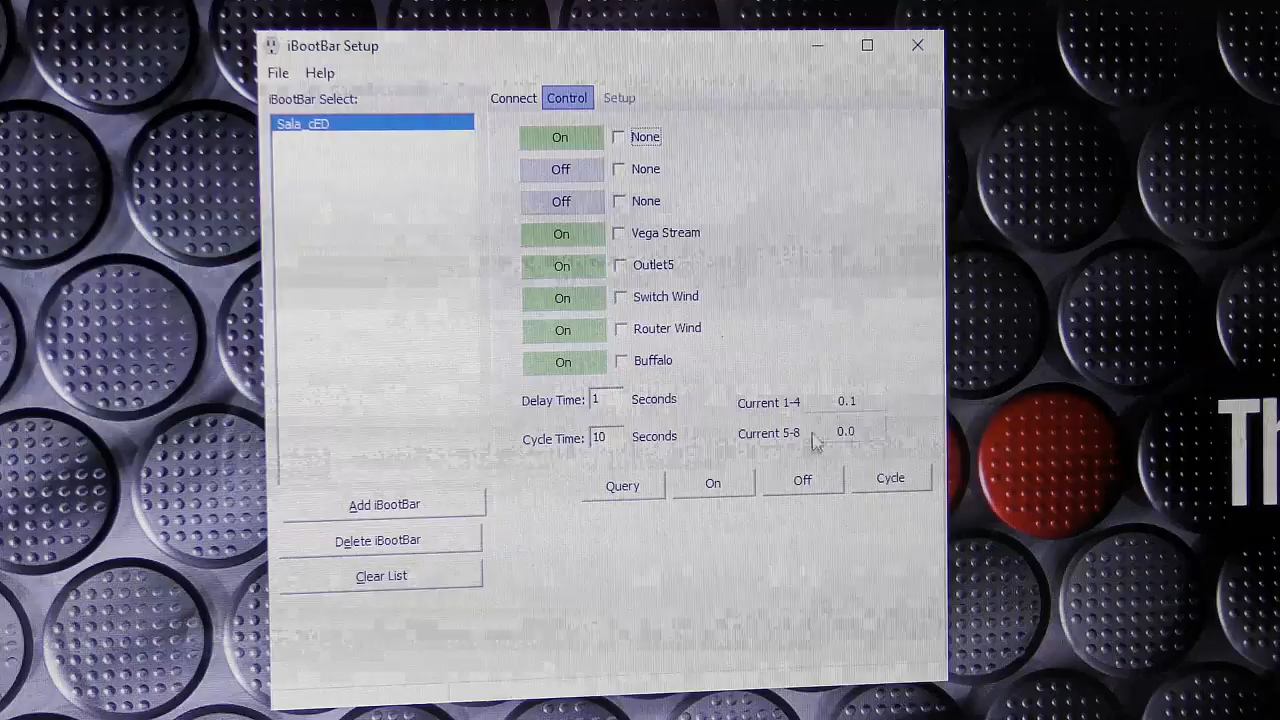 iBootBar Setup
File Help
iBootBar Select:
Sala_cED
Connect Control Setup
On None
Off None
Off None
On Vega Stream
On Outlet5
On Switch Wind
On Router Wind
On Buffalo
Delay Time: 1 Seconds
Current 1-4 0.1
Cycle Time: 10 Seconds
Current 5-8 0.0
Query On Off Cycle
Add iBootBar
Delete iBootBar
Clear List
Th